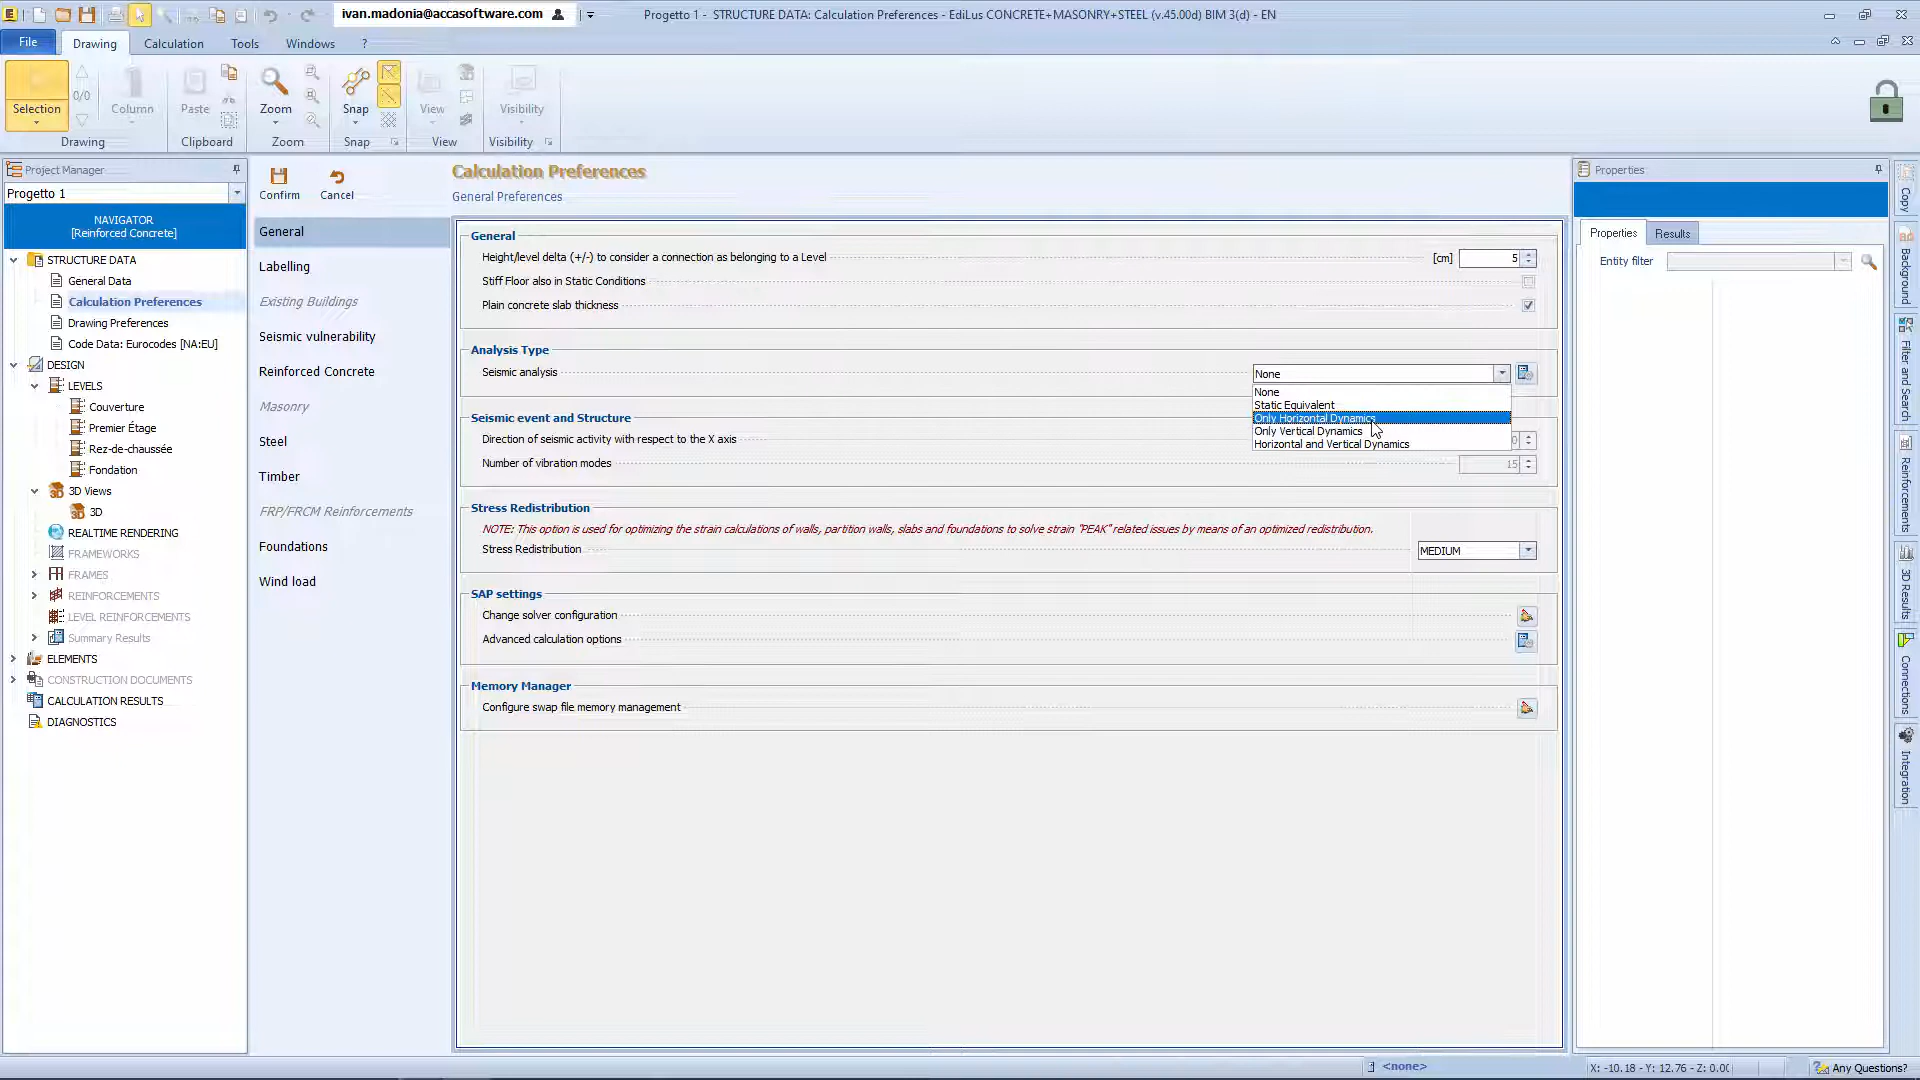 ivan.madonia@accasoftware.com
Progetto 1 - STRUCTURE DATA: Calculation Preferences - EdiLus CONCRETE+MASONRY+STEEL (v.45.00d) BIM 3(d) - EN
File
Drawing
Calculation
Tools
Windows
?
Selection
0/0
Column
Paste
Zoom
Snap
View
Visibility
Drawing
Clipboard
Zoom
Snap
View
Visibility
Project Manager
Progetto 1
NAVIGATOR
[Reinforced Concrete]
STRUCTURE DATA
General Data
Calculation Preferences
Drawing Preferences
Code Data: Eurocodes [NA:EU]
DESIGN
LEVELS
Couverture
Premier Étage
Rez-de-chaussée
Fondation
3D Views
3D
REALTIME RENDERING
FRAMEWORKS
FRAMES
REINFORCEMENTS
LEVEL REINFORCEMENTS
Summary Results
ELEMENTS
CONSTRUCTION DOCUMENTS
CALCULATION RESULTS
DIAGNOSTICS
Confirm
Cancel
General
Labelling
Existing Buildings
Seismic vulnerability
Reinforced Concrete
Masonry
Steel
Timber
FRP/FRCM Reinforcements
Foundations
Wind load
Calculation Preferences
General Preferences
General
Height/level delta (+/-) to consider a connection as belonging to a Level [cm] 5
Stiff Floor also in Static Conditions
Plain concrete slab thickness
Analysis Type
Seismic analysis None
None
Static Equivalent
Only Horizontal Dynamics
Only Vertical Dynamics
Horizontal and Vertical Dynamics
Seismic event and Structure
Direction of seismic activity with respect to the X axis 0
Number of vibration modes 15
Stress Redistribution
NOTE: This option is used for optimizing the strain calculations of walls, partition walls, slabs and foundations to solve strain "PEAK" related issues by means of an optimized redistribution.
Stress Redistribution MEDIUM
SAP settings
Change solver configuration
Advanced calculation options
Memory Manager
Configure swap file memory management
Properties
Properties
Results
Entity filter
Copy
Background
Filter and Search
Reinforcements
3D Results
Connections
Integration
<none>
X: -10.18 - Y: 12.76 - Z: 0.00
Any Questions?